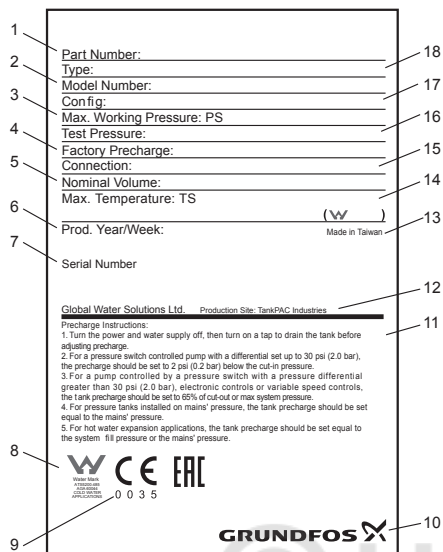 1
Part Number:
18
Type:
2
Model Number:
17
Config:
3
Max. Working Pressure: PS
16
Test Pressure:
4
Factory Precharge:
15
Connection:
5
Nominal Volume:
14
Max. Temperature: TS
(W )
6
Prod. Year/Week:
Made in Taiwan
13
7
Serial Number
12
Global Water Solutions Ltd. Production Site: TankPAC Industries
11
Precharge Instructions:
1. Turn the power and water supply off, then turn on a tap to drain the tank before
adjusting precharge.
2. For a pressure switch controlled pump with a differential set up to 30 psi (2.0 bar),
the precharge should be set to 2 psi (0.2 bar) below the cut-in pressure.
3. For a pump controlled by a pressure switch with a pressure differential
greater than 30 psi (2.0 bar), electronic controls or variable speed controls,
the tank precharge should be set to 65% of cut-out or max system pressure.
4. For pressure tanks installed on mains' pressure, the tank precharge should be set
equal to the mains' pressure.
5. For hot water expansion applications, the tank precharge should be set equal to
the system fill pressure or the mains' pressure.
8
W CE EAC
Water Mark
COLD WATER
APPLICATIONS
0 0 3 5
9
GRUNDFOS X
10